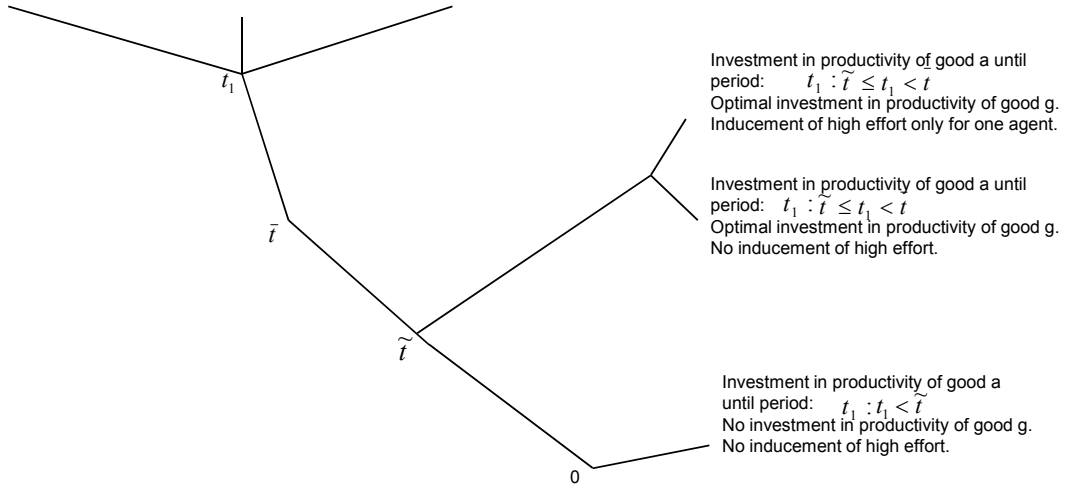 Investment in productivity of good a until
period: t₁ : t̃ ≤ t₁ < t̄
Optimal investment in productivity of good g.
Inducement of high effort only for one agent.
t₁
Investment in productivity of good a until
period: t₁ : t̃ ≤ t₁ < t̄
Optimal investment in productivity of good g.
No inducement of high effort.
t̄
t̃
Investment in productivity of good a
until period: t₁ : t₁ < t̃
No investment in productivity of good g.
No inducement of high effort.
0